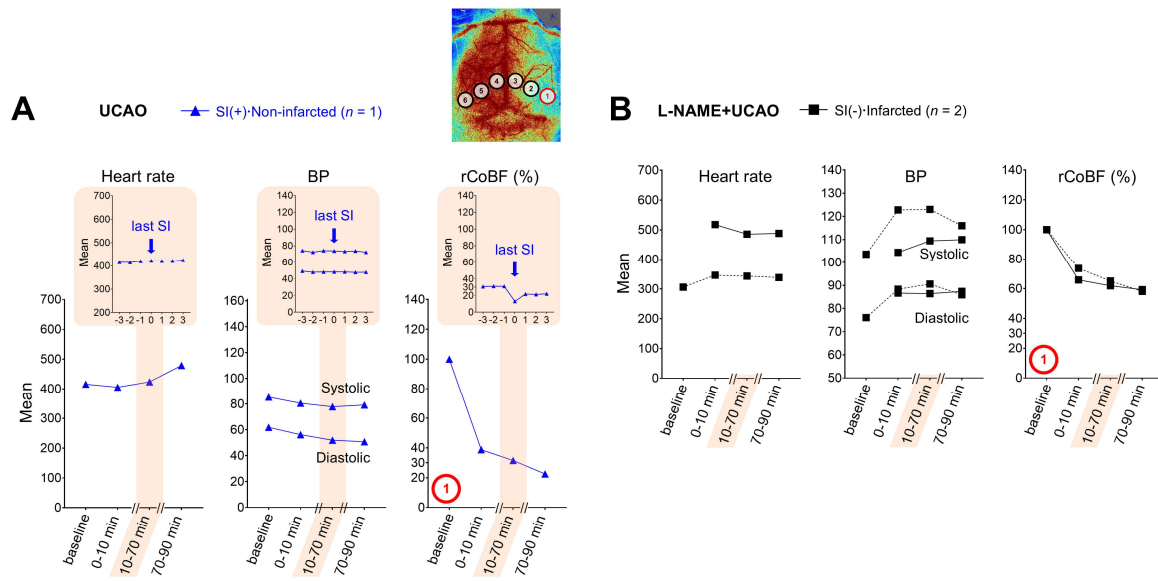 4
3
5
2
6
1
A
UCAO
SI(+)·Non-infarcted (n = 1)
Heart rate
Mean
700
600
500
400
300
200
last SI
-3 -2 -1 0 1 2 3
Mean
700
600
500
400
300
200
100
0
baseline
0-10 min
10-70 min
70-90 min
BP
Mean
140
120
100
80
60
40
20
0
last SI
-3 -2 -1 0 1 2 3
160
140
120
100
80
60
40
20
0
Systolic
Diastolic
baseline
0-10 min
10-70 min
70-90 min
rCoBF (%)
Mean
140
120
100
80
60
40
30
20
0
last SI
-3 -2 -1 0 1 2 3
140
120
100
80
60
40
30
20
0
1
baseline
0-10 min
10-70 min
70-90 min
B
L-NAME+UCAO
SI(-)·Infarcted (n = 2)
Heart rate
Mean
700
600
500
400
300
200
100
0
baseline
0-10 min
10-70 min
70-90 min
BP
140
130
120
110
100
90
80
70
60
50
Systolic
Diastolic
baseline
0-10 min
10-70 min
70-90 min
rCoBF (%)
140
120
100
80
60
40
30
20
0
1
baseline
0-10 min
10-70 min
70-90 min